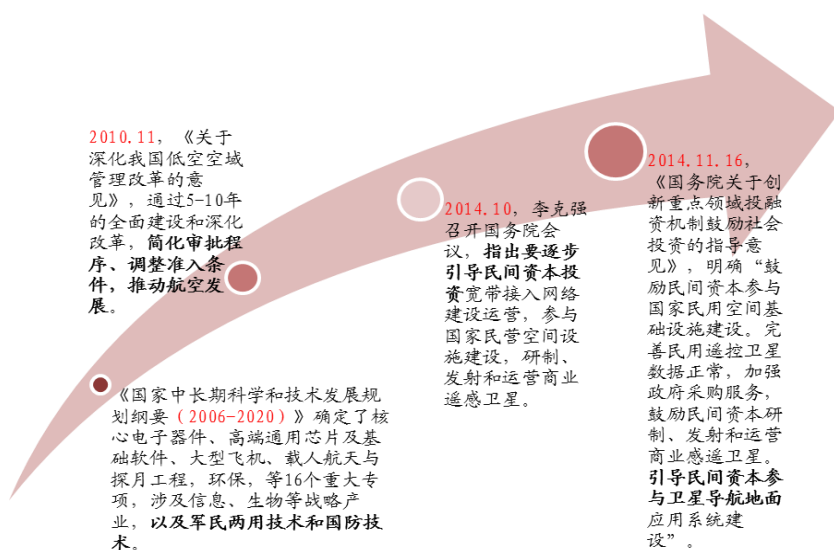 2010.11，《关于
深化我国低空空域
管理改革的意
见》，通过5-10年
的全面建设和深化
改革，简化审批程
序、调整准入条
件，推动航空发
展。
《国家中长期科学和技术发展规
划纲要（2006-2020）》确定了核
心电子器件、高端通用芯片及基
础软件、大型飞机、载人航天与
探月工程，环保，等16个重大专
项，涉及信息、生物等战略产
业，以及军民两用技术和国防技
术。
2014.10，李克强
召开国务院会
议，指出要逐步
引导民间资本投
资宽带接入网络
建设运营，参与
国家民营空间设
施建设，研制、
发射和运营商业
遥感卫星。
2014.11.16，
《国务院关于创
新重点领域投融
资机制鼓励社会
投资的指导意
见》，明确“鼓
励民间资本参与
国家民用空间基
础设施建设。完
善民用遥控卫星
数据正常，加强
政府采购服务，
鼓励民间资本研
制、发射和运营
商业感遥卫星。
引导民间资本参
与卫星导航地面
应用系统建
设”。